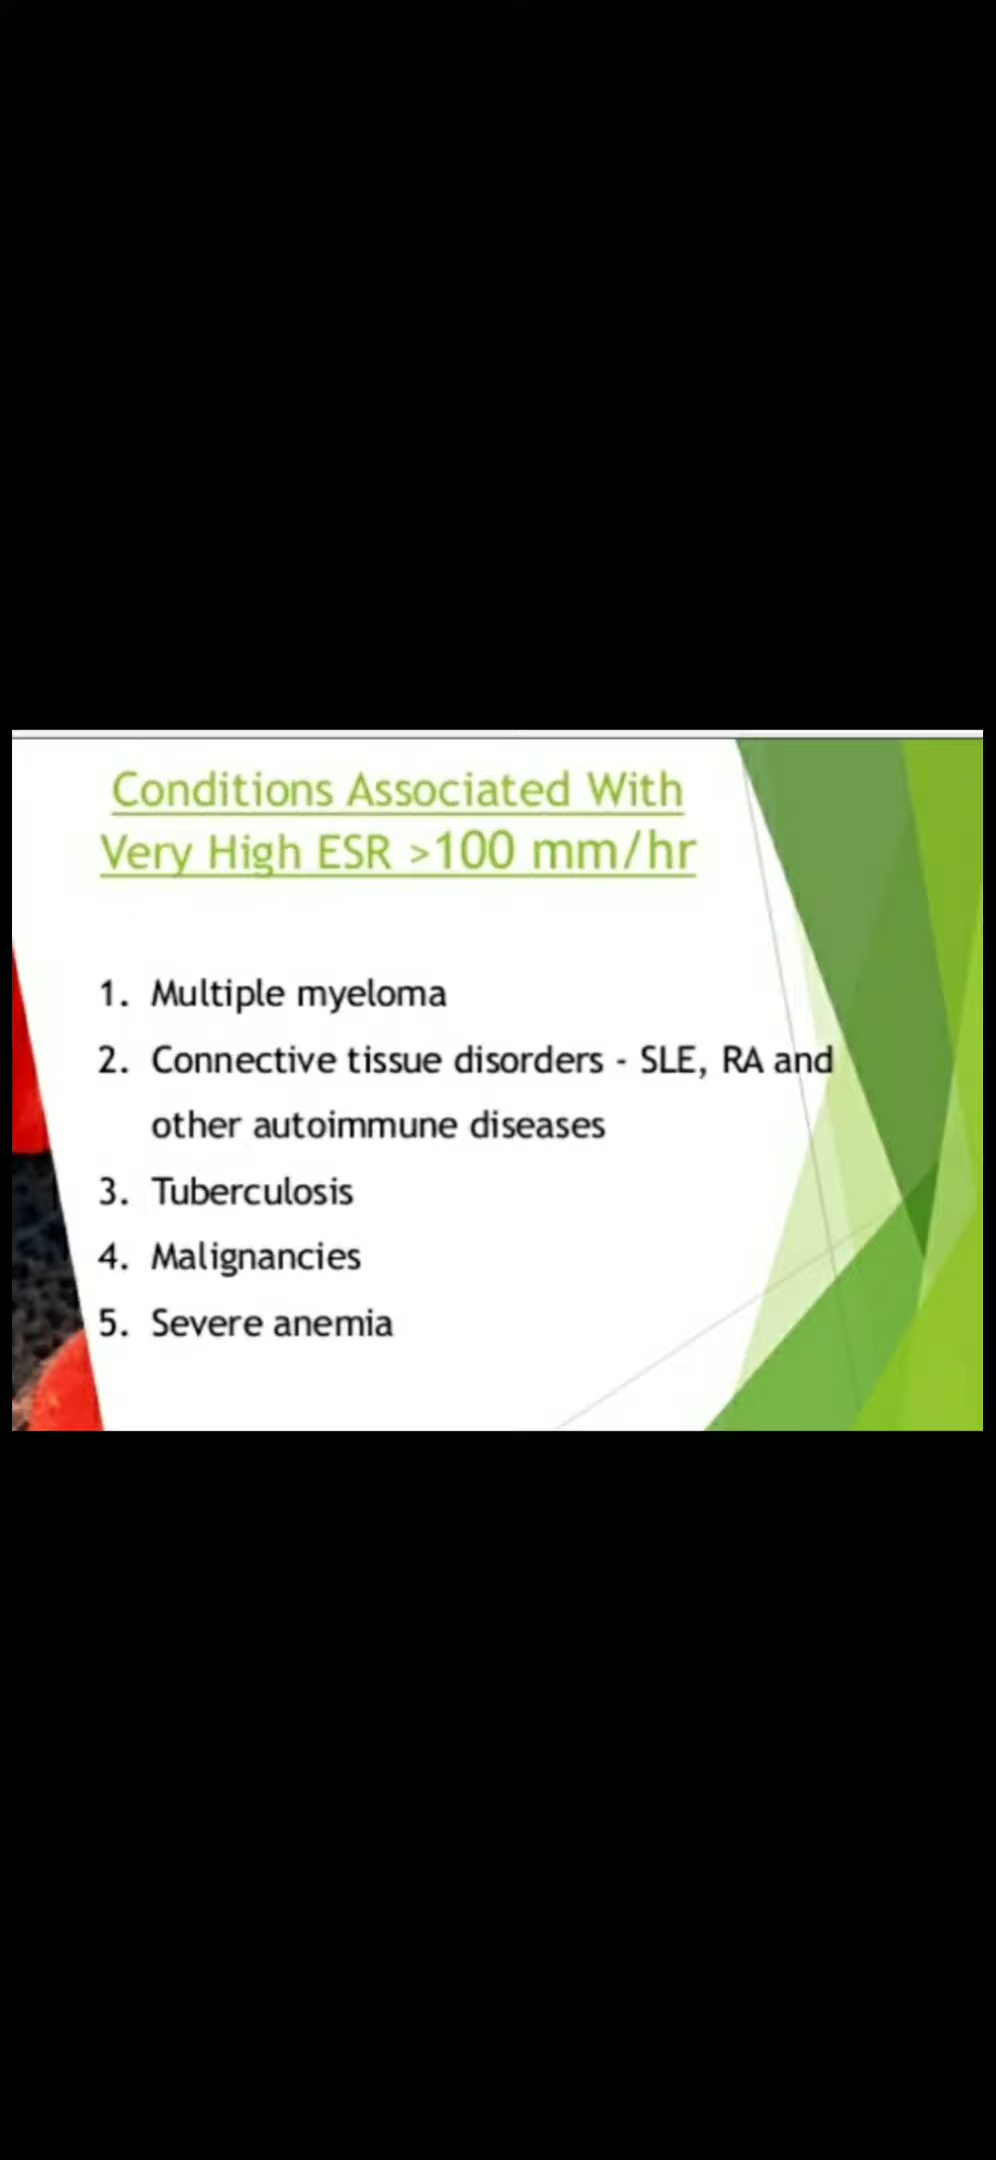 Conditions Associated With
Very High ESR >100 mm/hr
1. Multiple myeloma
2. Connective tissue disorders - SLE, RA and
other autoimmune diseases
3. Tuberculosis
4. Malignancies
5. Severe anemia